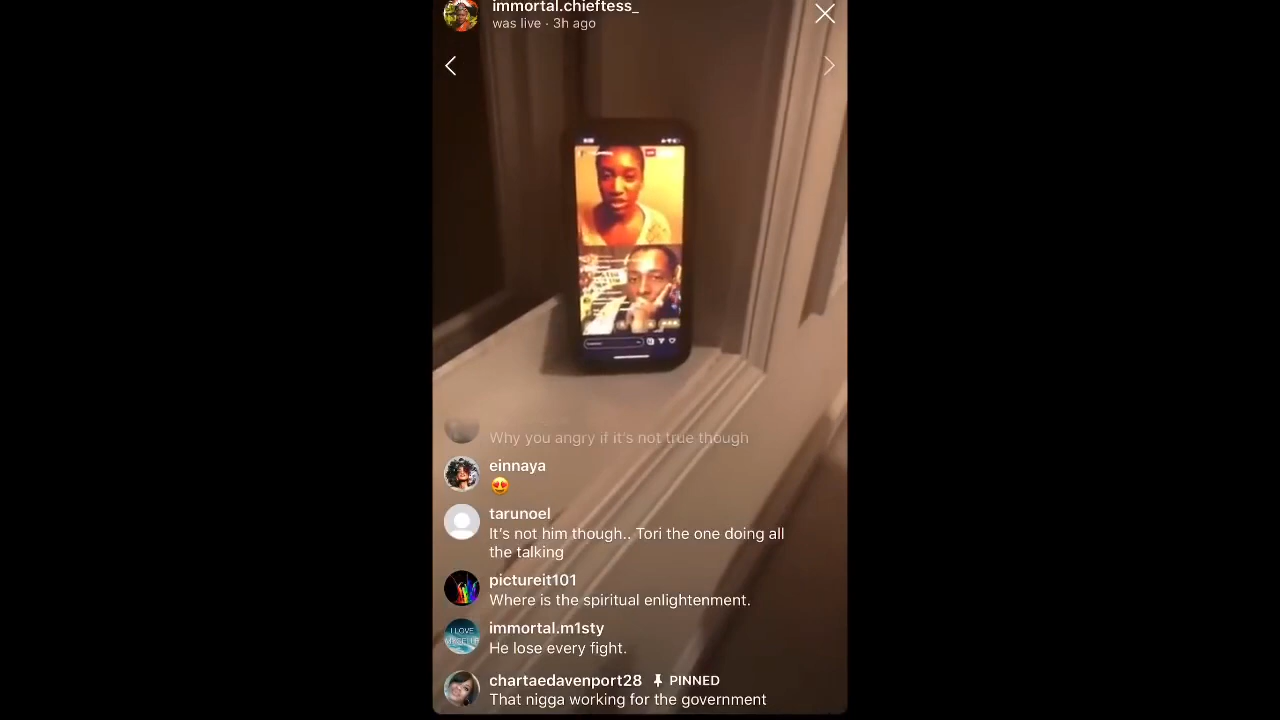 immortal.chieftess_
was live · 3h ago
Why you angry if it's not true though
einnaya
😍
tarunoel
It's not him though.. Tori the one doing all
the talking
pictureit101
Where is the spiritual enlightenment.
immortal.m1sty
He lose every fight.
chartaedavenport28 PINNED
That nigga working for the government